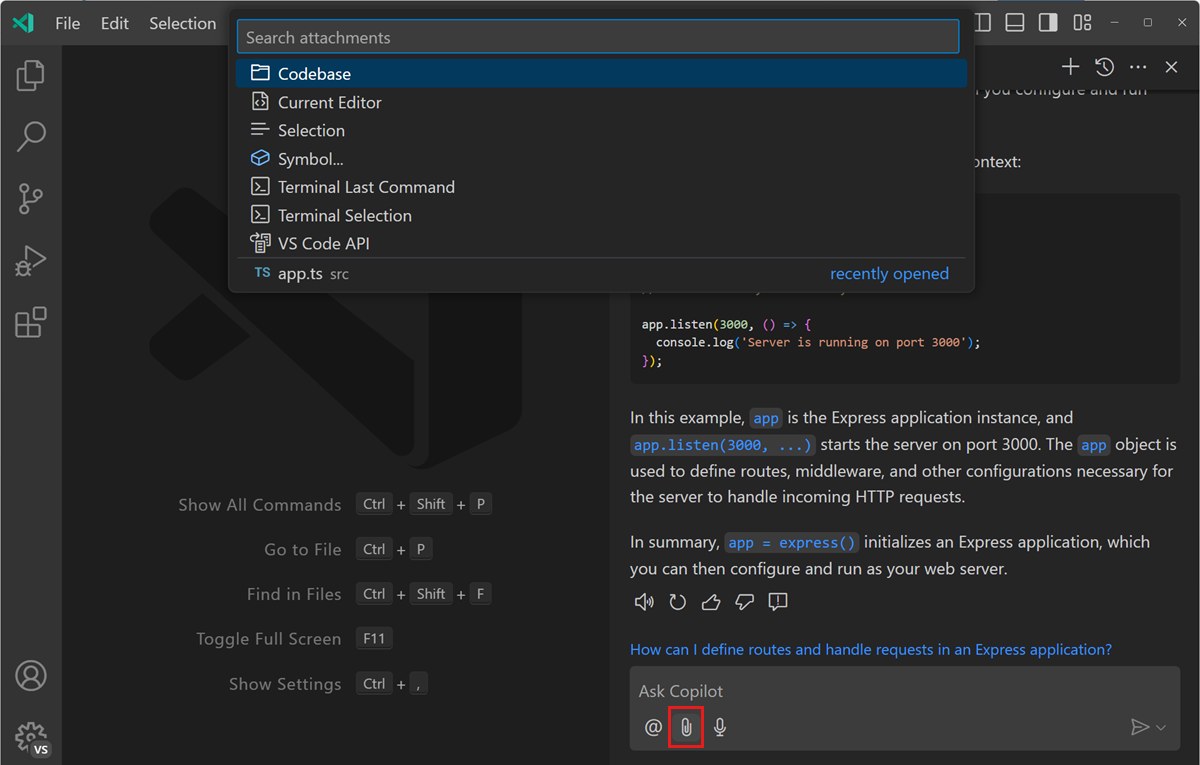 File Edit Selection
Search attachments
Codebase
Current Editor
Selection
Symbol...
Terminal Last Command
Terminal Selection
VS Code API
TS app.ts src recently opened
you configure and run
ontext:
app.listen(3000, () => {
console.log('Server is running on port 3000');
});
In this example, app is the Express application instance, and
app.listen(3000, ...) starts the server on port 3000. The app object is
used to define routes, middleware, and other configurations necessary for
the server to handle incoming HTTP requests.
In summary, app = express() initializes an Express application, which
you can then configure and run as your web server.
How can I define routes and handle requests in an Express application?
Ask Copilot
@
Show All Commands Ctrl + Shift + P
Go to File Ctrl + P
Find in Files Ctrl + Shift + F
Toggle Full Screen F11
Show Settings Ctrl + ,
VS